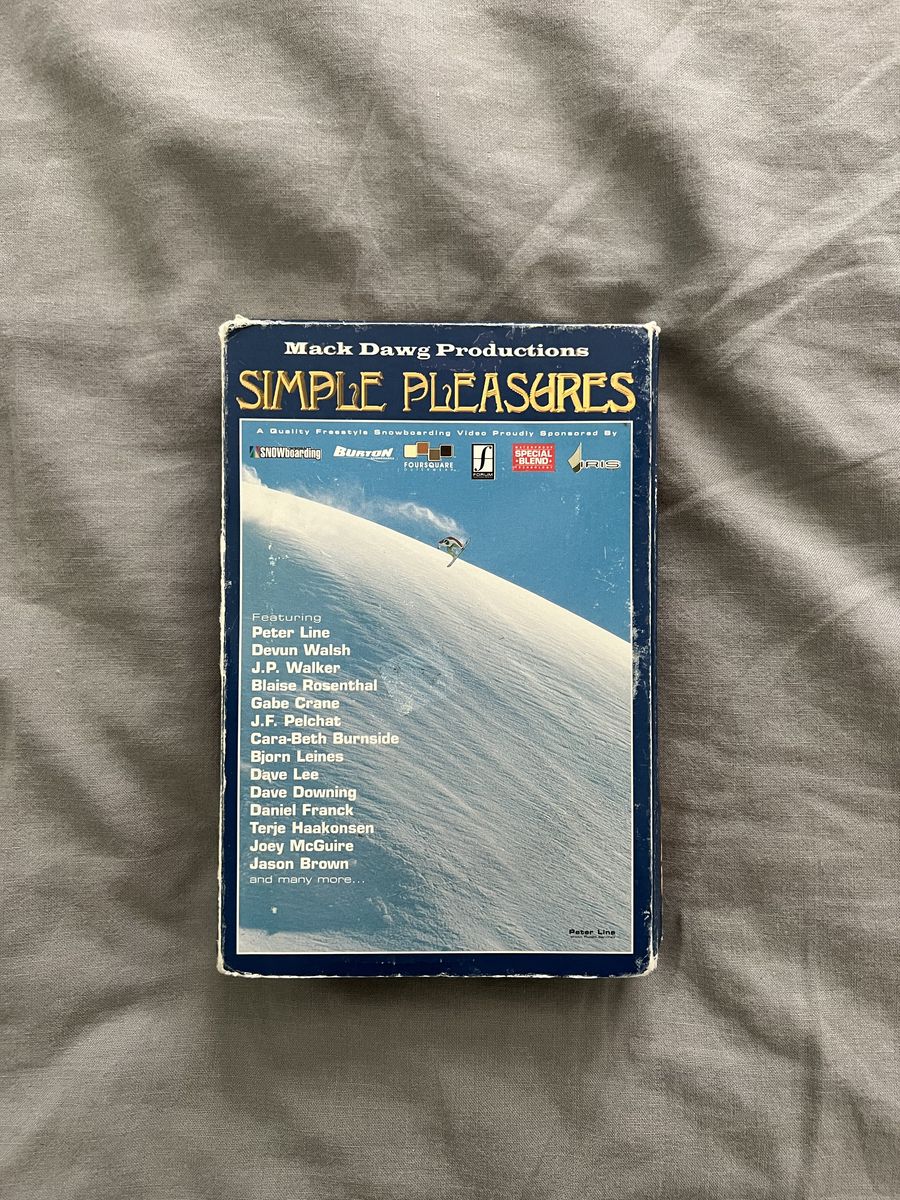 Mack Dawg Productions
SIMPLE PLEASURES
A Quality Freestyle Snowboarding Video Proudly Sponsored By
SNOWboarding BURTON FOURSQUARE OUTERWEAR f FORUM SPECIAL BLEND IRIS
Featuring
Peter Line
Devun Walsh
J.P. Walker
Blaise Rosenthal
Gabe Crane
J.F. Pelchat
Cara-Beth Burnside
Bjorn Leines
Dave Lee
Dave Downing
Daniel Franck
Terje Haakonsen
Joey McGuire
Jason Brown
and many more...
Peter Line